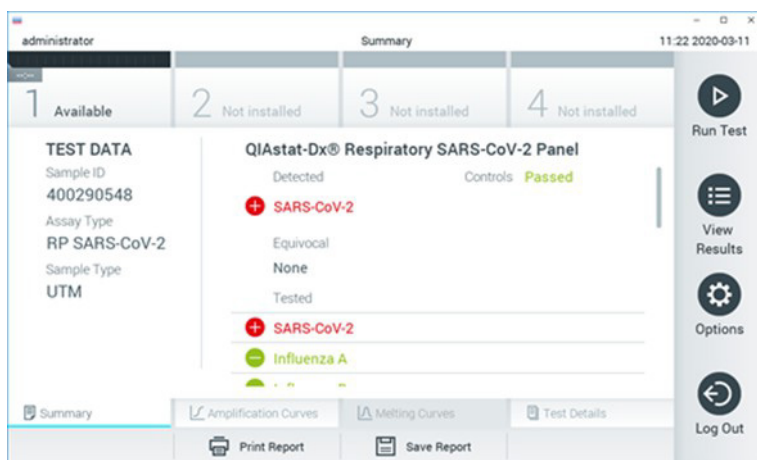 administrator
Summary
11:22 2020-03-11
1 Available
2 Not installed
3 Not installed
4 Not installed
Run Test
View
Results
Options
Log Out
TEST DATA
Sample ID
400290548
Assay Type
RP SARS-CoV-2
Sample Type
UTM
QIAstat-Dx® Respiratory SARS-CoV-2 Panel
Detected
Controls Passed
SARS-CoV-2
Equivocal
None
Tested
SARS-CoV-2
Influenza A
Summary
Amplification Curves
Melting Curves
Test Details
Print Report
Save Report